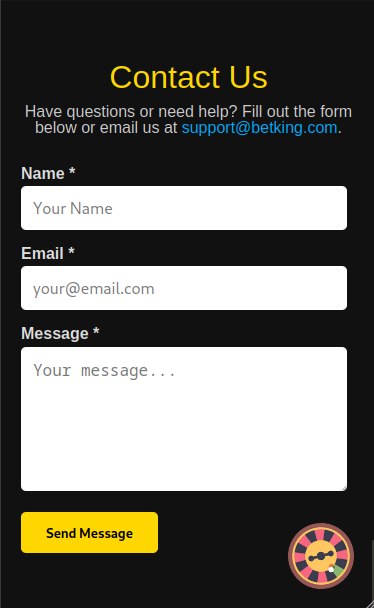 Contact Us
Have questions or need help? Fill out the form
below or email us at support@betking.com.
Name *
Your Name
Email *
your@email.com
Message *
Your message...
Send Message